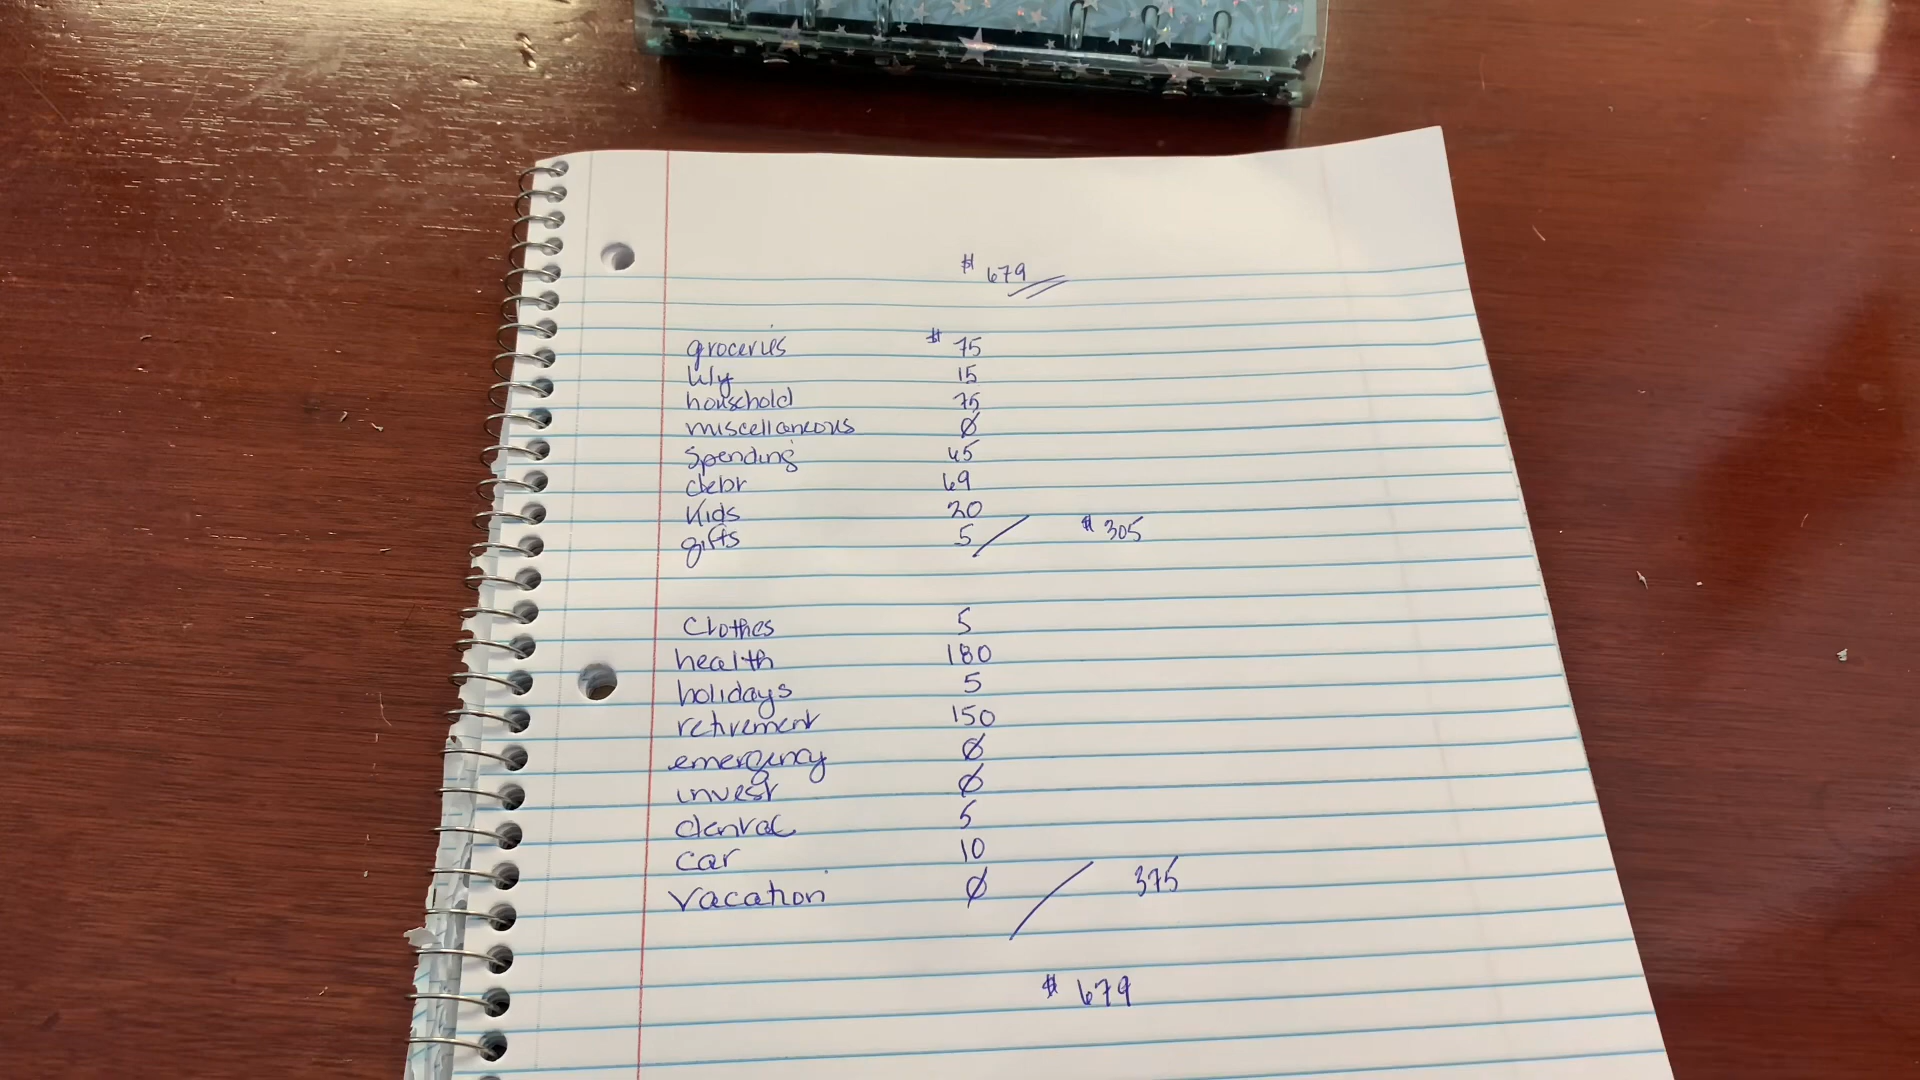 $ 679
groceries $ 75
lily 15
household 75
miscellaneous Ø
Spending 45
debt 69
Kids 20
gifts 5 $ 305
Clothes 5
health 180
holidays 5
retirement 150
emergency Ø
invest Ø
dental 5
car 10
Vacation Ø 375
$ 679